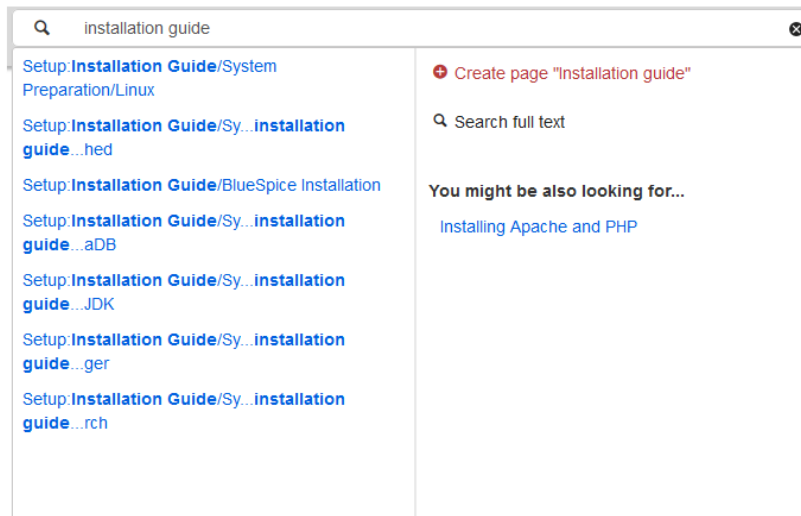 installation guide
Setup:Installation Guide/System
Preparation/Linux
Setup:Installation Guide/Sy...installation
guide...hed
Setup:Installation Guide/BlueSpice Installation
Setup:Installation Guide/Sy...installation
guide...aDB
Setup:Installation Guide/Sy...installation
guide...JDK
Setup:Installation Guide/Sy...installation
guide...ger
Setup:Installation Guide/Sy...installation
guide...rch
Create page "Installation guide"
Search full text
You might be also looking for...
Installing Apache and PHP